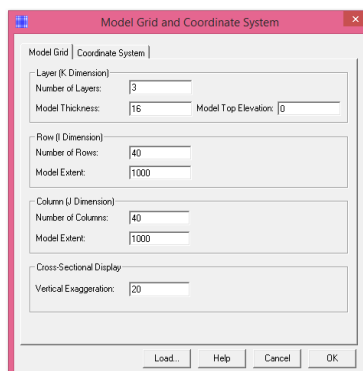 Model Grid and Coordinate System
Model Grid Coordinate System
Layer (K Dimension)
Number of Layers: 3
Model Thickness: 16 Model Top Elevation: 0
Row (I Dimension)
Number of Rows: 40
Model Extent: 1000
Column (J Dimension)
Number of Columns: 40
Model Extent: 1000
Cross-Sectional Display
Vertical Exaggeration: 20
Load... Help Cancel OK